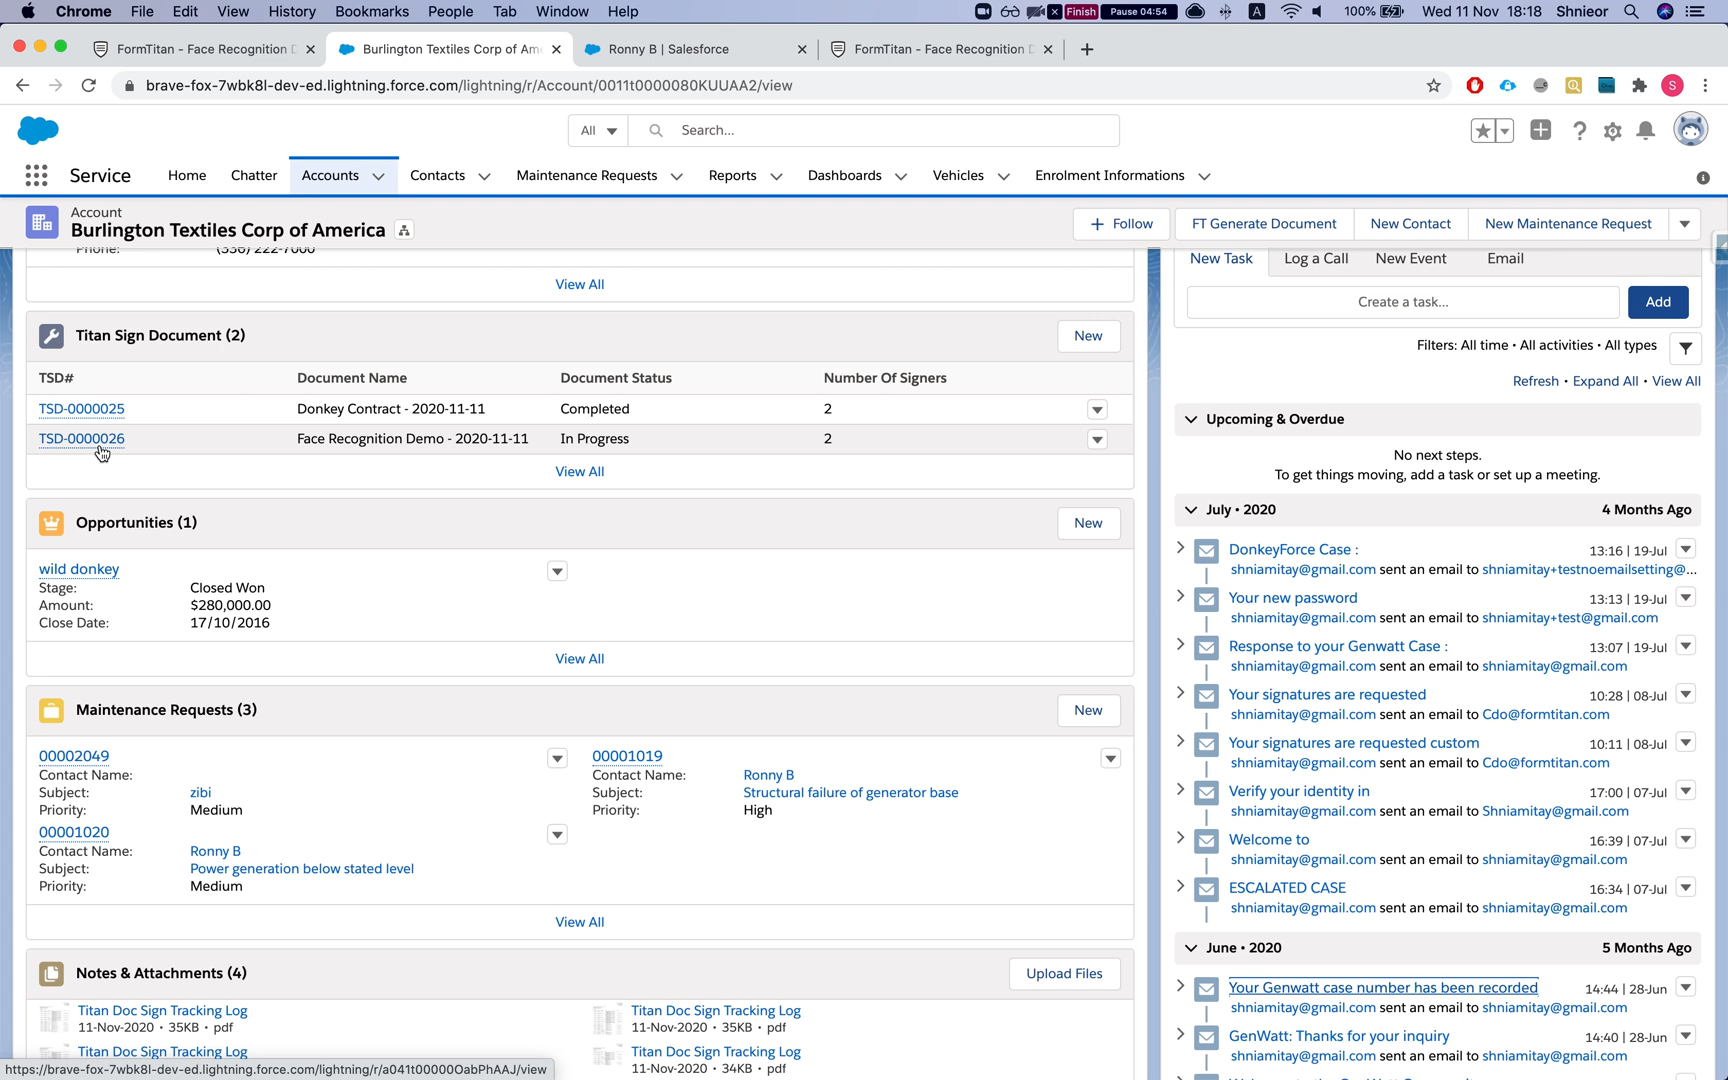 Chrome File Edit View History Bookmarks People Tab Window Help Finish Pause 04:54 A 100% Wed 11 Nov 18:18 Shnieor
FormTitan - Face Recognition D
Burlington Textiles Corp of Am
Ronny B | Salesforce
FormTitan - Face Recognition D
brave-fox-7wbk8l-dev-ed.lightning.force.com/lightning/r/Account/0011t0000080KUUAA2/view
S
All Search...
Service Home Chatter Accounts Contacts Maintenance Requests Reports Dashboards Vehicles Enrolment Informations
Account
Burlington Textiles Corp of America
Follow FT Generate Document New Contact New Maintenance Request
Phone: (336) 222-7000
View All
Titan Sign Document (2) New
TSD# Document Name Document Status Number Of Signers
TSD-0000025 Donkey Contract - 2020-11-11 Completed 2
TSD-0000026 Face Recognition Demo - 2020-11-11 In Progress 2
View All
Opportunities (1) New
wild donkey
Stage: Closed Won
Amount: $280,000.00
Close Date: 17/10/2016
View All
Maintenance Requests (3) New
00002049
Contact Name:
Subject: zibi
Priority: Medium
00001019
Contact Name: Ronny B
Subject: Structural failure of generator base
Priority: High
00001020
Contact Name: Ronny B
Subject: Power generation below stated level
Priority: Medium
View All
Notes & Attachments (4) Upload Files
Titan Doc Sign Tracking Log
11-Nov-2020 • 35KB • pdf
Titan Doc Sign Tracking Log
11-Nov-2020 • 35KB • pdf
Titan Doc Sign Tracking Log
Titan Doc Sign Tracking Log
11-Nov-2020 • 34KB • pdf
https://brave-fox-7wbk8l-dev-ed.lightning.force.com/lightning/r/a041t00000OabPhAAJ/view
New Task Log a Call New Event Email
Create a task... Add
Filters: All time • All activities • All types
Refresh • Expand All • View All
Upcoming & Overdue
No next steps.
To get things moving, add a task or set up a meeting.
July • 2020 4 Months Ago
DonkeyForce Case : 13:16 | 19-Jul
shniamitay@gmail.com sent an email to shniamitay+testnoemailsetting@...
Your new password 13:13 | 19-Jul
shniamitay@gmail.com sent an email to shniamitay+test@gmail.com
Response to your Genwatt Case : 13:07 | 19-Jul
shniamitay@gmail.com sent an email to shniamitay@gmail.com
Your signatures are requested 10:28 | 08-Jul
shniamitay@gmail.com sent an email to Cdo@formtitan.com
Your signatures are requested custom 10:11 | 08-Jul
shniamitay@gmail.com sent an email to Cdo@formtitan.com
Verify your identity in 17:00 | 07-Jul
shniamitay@gmail.com sent an email to Shniamitay@gmail.com
Welcome to 16:39 | 07-Jul
shniamitay@gmail.com sent an email to shniamitay@gmail.com
ESCALATED CASE 16:34 | 07-Jul
shniamitay@gmail.com sent an email to shniamitay@gmail.com
June • 2020 5 Months Ago
Your Genwatt case number has been recorded 14:44 | 28-Jun
shniamitay@gmail.com sent an email to shniamitay@gmail.com
GenWatt: Thanks for your inquiry 14:40 | 28-Jun
shniamitay@gmail.com sent an email to shniamitay@gmail.com